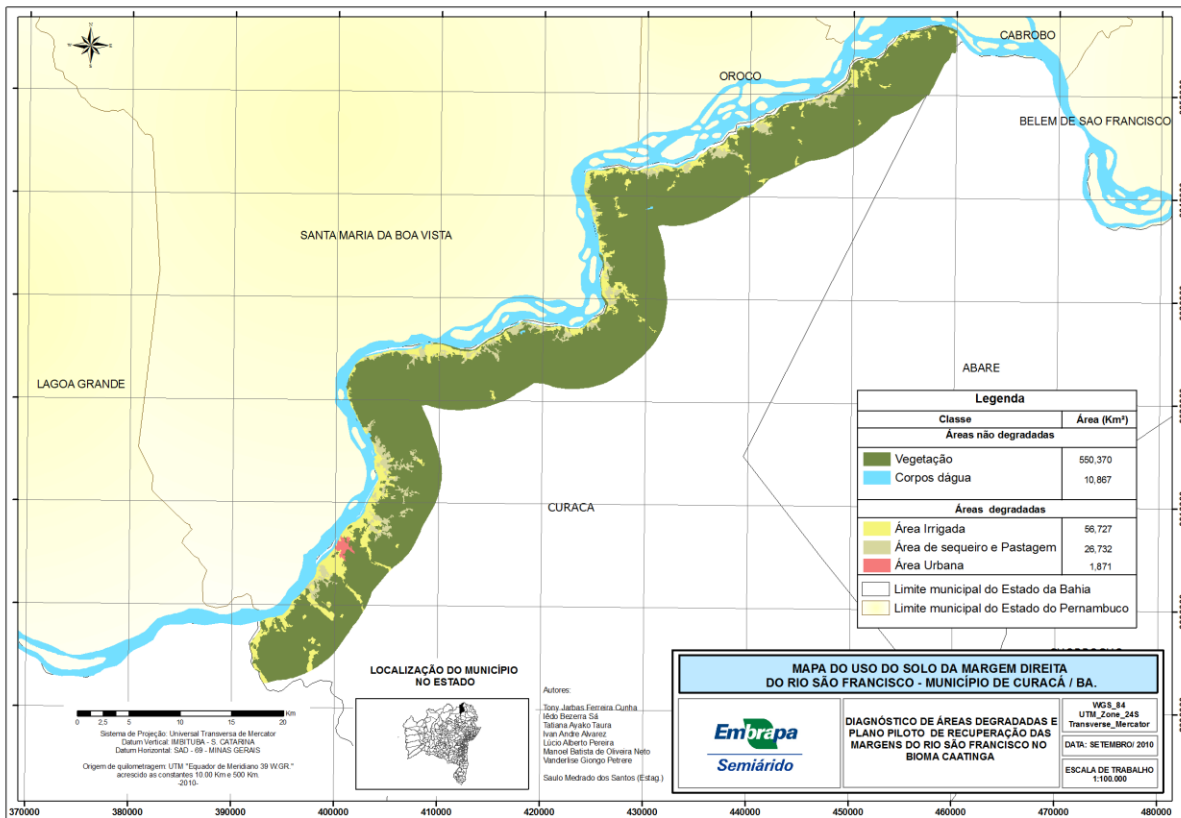 CABROBO
OROCO
BELEM DE SAO FRANCISCO
SANTA MARIA DA BOA VISTA
LAGOA GRANDE
ABARE
CURACA
Legenda
Classe Área (Km²)
Áreas não degradadas
Vegetação 550,370
Corpos dágua 10,867
Áreas degradadas
Área Irrigada 56,727
Área de sequeiro e Pastagem 26,732
Área Urbana 1,871
Limite municipal do Estado da Bahia
Limite municipal do Estado do Pernambuco
LOCALIZAÇÃO DO MUNICÍPIO
NO ESTADO
Autores:
Tony Jarbas Ferreira Cunha
Iêdo Bezerra Sá
Tatiana Ayako Taura
Ivan Andre Alvarez
Lúcio Alberto Pereira
Manoel Batista de Oliveira Neto
Vanderlise Giongo Petrere
Saulo Medrado dos Santos (Estag.)
0 2,5 5 10 15 20 Km
Sistema de Projeção: Universal Transversa de Mercator
Datum Vertical: IMBITUBA - S. CATARINA
Datum Horizontal: SAD - 69 - MINAS GERAIS
Origem de quilometragem: UTM "Equador de Meridiano 39 W.GR."
acrescido as constantes 10.00 Km e 500 Km.
-2010-
MAPA DO USO DO SOLO DA MARGEM DIREITA
DO RIO SÃO FRANCISCO - MUNICÍPIO DE CURAÇÁ / BA.
Embrapa
Semiárido
DIAGNÓSTICO DE ÁREAS DEGRADADAS E
PLANO PILOTO DE RECUPERAÇÃO DAS
MARGENS DO RIO SÃO FRANCISCO NO
BIOMA CAATINGA
WGS_84
UTM_Zone_24S
Transverse_Mercator
DATA: SETEMBRO/ 2010
ESCALA DE TRABALHO
1:100.000
370000 380000 390000 400000 410000 420000 430000 440000 450000 460000 470000 480000